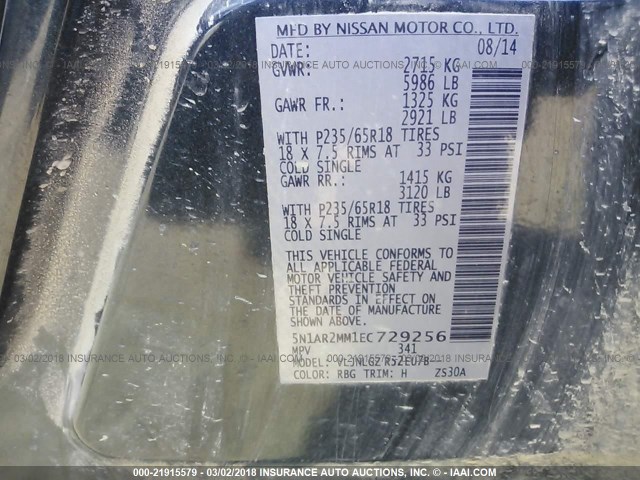 MFD BY NISSAN MOTOR CO., LTD.
DATE: 08/14
GVWR: 2715 KG
5986 LB
GAWR FR.: 1325 KG
2921 LB
WITH P235/65R18 TIRES
18 X 7.5 RIMS AT 33 PSI
COLD SINGLE
GAWR RR.: 1415 KG
3120 LB
WITH P235/65R18 TIRES
18 X 7.5 RIMS AT 33 PSI
COLD SINGLE
THIS VEHICLE CONFORMS TO
ALL APPLICABLE FEDERAL
MOTOR VEHICLE SAFETY AND
THEFT PREVENTION
STANDARDS IN EFFECT ON
THE DATE OF MANUFACTURE
SHOWN ABOVE.
5N1AR2MM1EC729256
MPV 341
MODEL:
COLOR: RBG TRIM: H ZS30A
000-21915579 - 03/02/2018 INSURANCE AUTO AUCTIONS INC. (C) - IAAI.COM